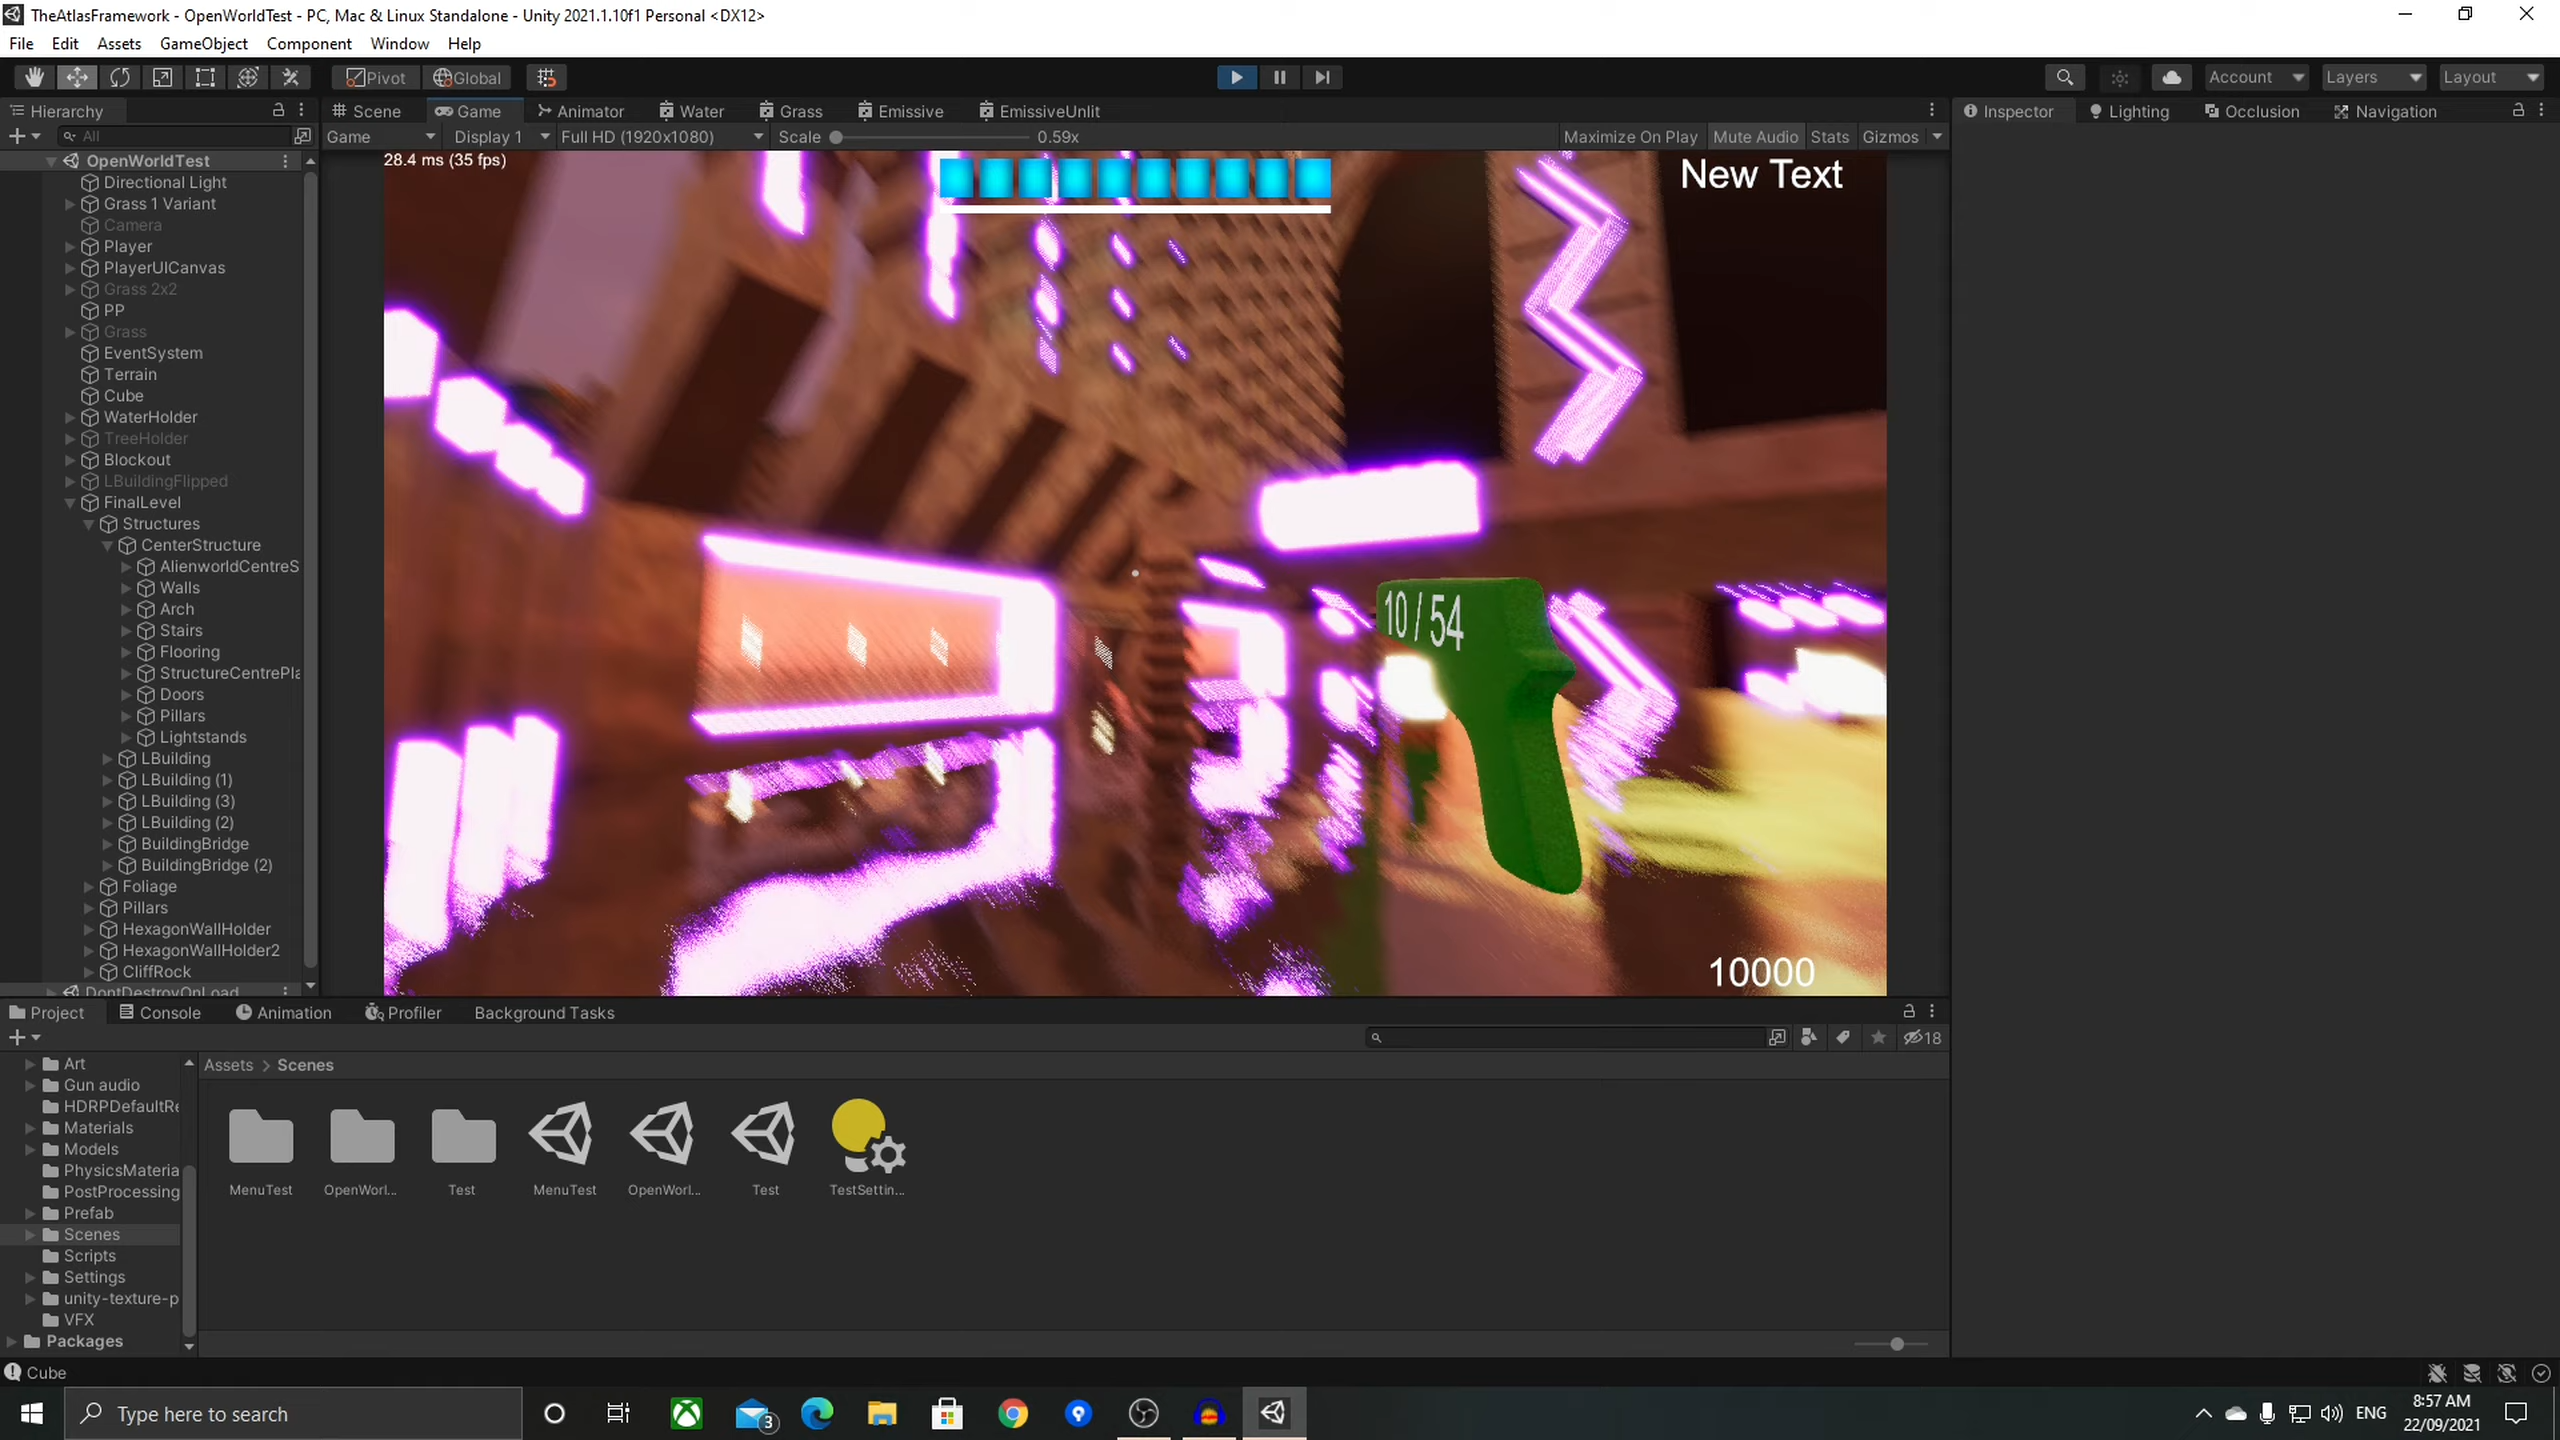 TheAtlasFramework - OpenWorldTest - PC, Mac & Linux Standalone - Unity 2021.1.10f1 Personal <DX12>
File Edit Assets GameObject Component Window Help
Pivot Global Account Layers Layout
Hierarchy Scene Game Animator Water Grass Emissive EmissiveUnlit Inspector Lighting Occlusion Navigation
All Game Display 1 Full HD (1920x1080) Scale 0.59x Maximize On Play Mute Audio Stats Gizmos
OpenWorldTest
Directional Light
Grass 1 Variant
Camera
Player
PlayerUICanvas
Grass 2x2
PP
Grass
EventSystem
Terrain
Cube
WaterHolder
TreeHolder
Blockout
LBuildingFlipped
FinalLevel
Structures
CenterStructure
AlienworldCentreS
Walls
Arch
Stairs
Flooring
StructureCentrePla
Doors
Pillars
Lightstands
LBuilding
LBuilding (1)
LBuilding (3)
LBuilding (2)
BuildingBridge
BuildingBridge (2)
Foliage
Pillars
HexagonWallHolder
HexagonWallHolder2
CliffRock
DontDestroyOnLoad
28.4 ms (35 fps)
New Text
10 / 54
10000
Project Console Animation Profiler Background Tasks
18
Art
Gun audio
HDRPDefaultRe
Materials
Models
PhysicsMateria
PostProcessing
Prefab
Scenes
Scripts
Settings
unity-texture-p
VFX
Packages
Assets > Scenes
MenuTest OpenWorl... Test MenuTest OpenWorl... Test TestSettin...
Cube
Type here to search
3
ENG
8:57 AM
22/09/2021